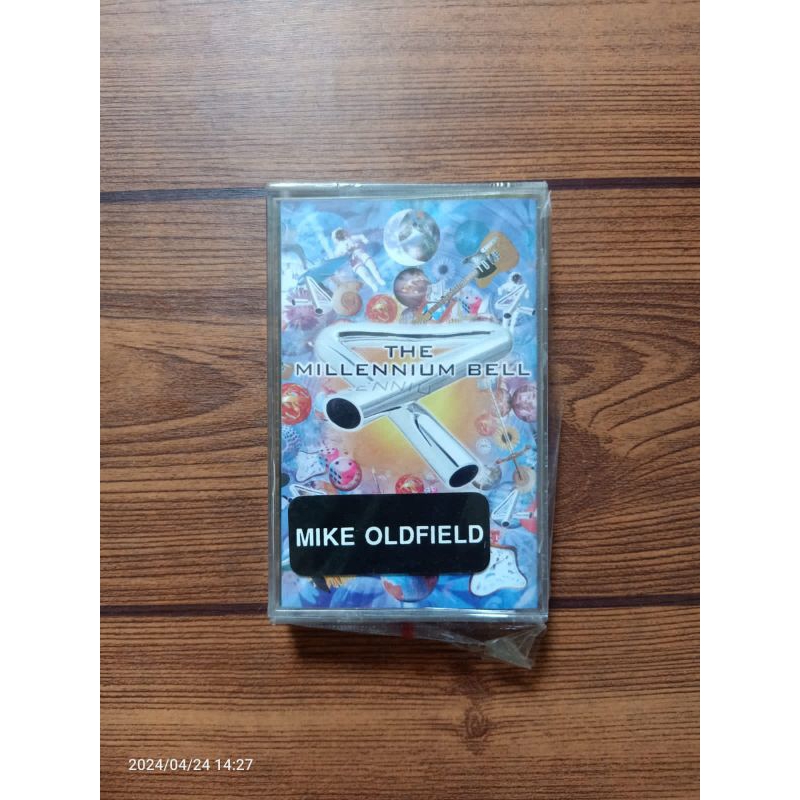 THE
MILLENNIUM BELL
MIKE OLDFIELD
2024/04/24 14:27